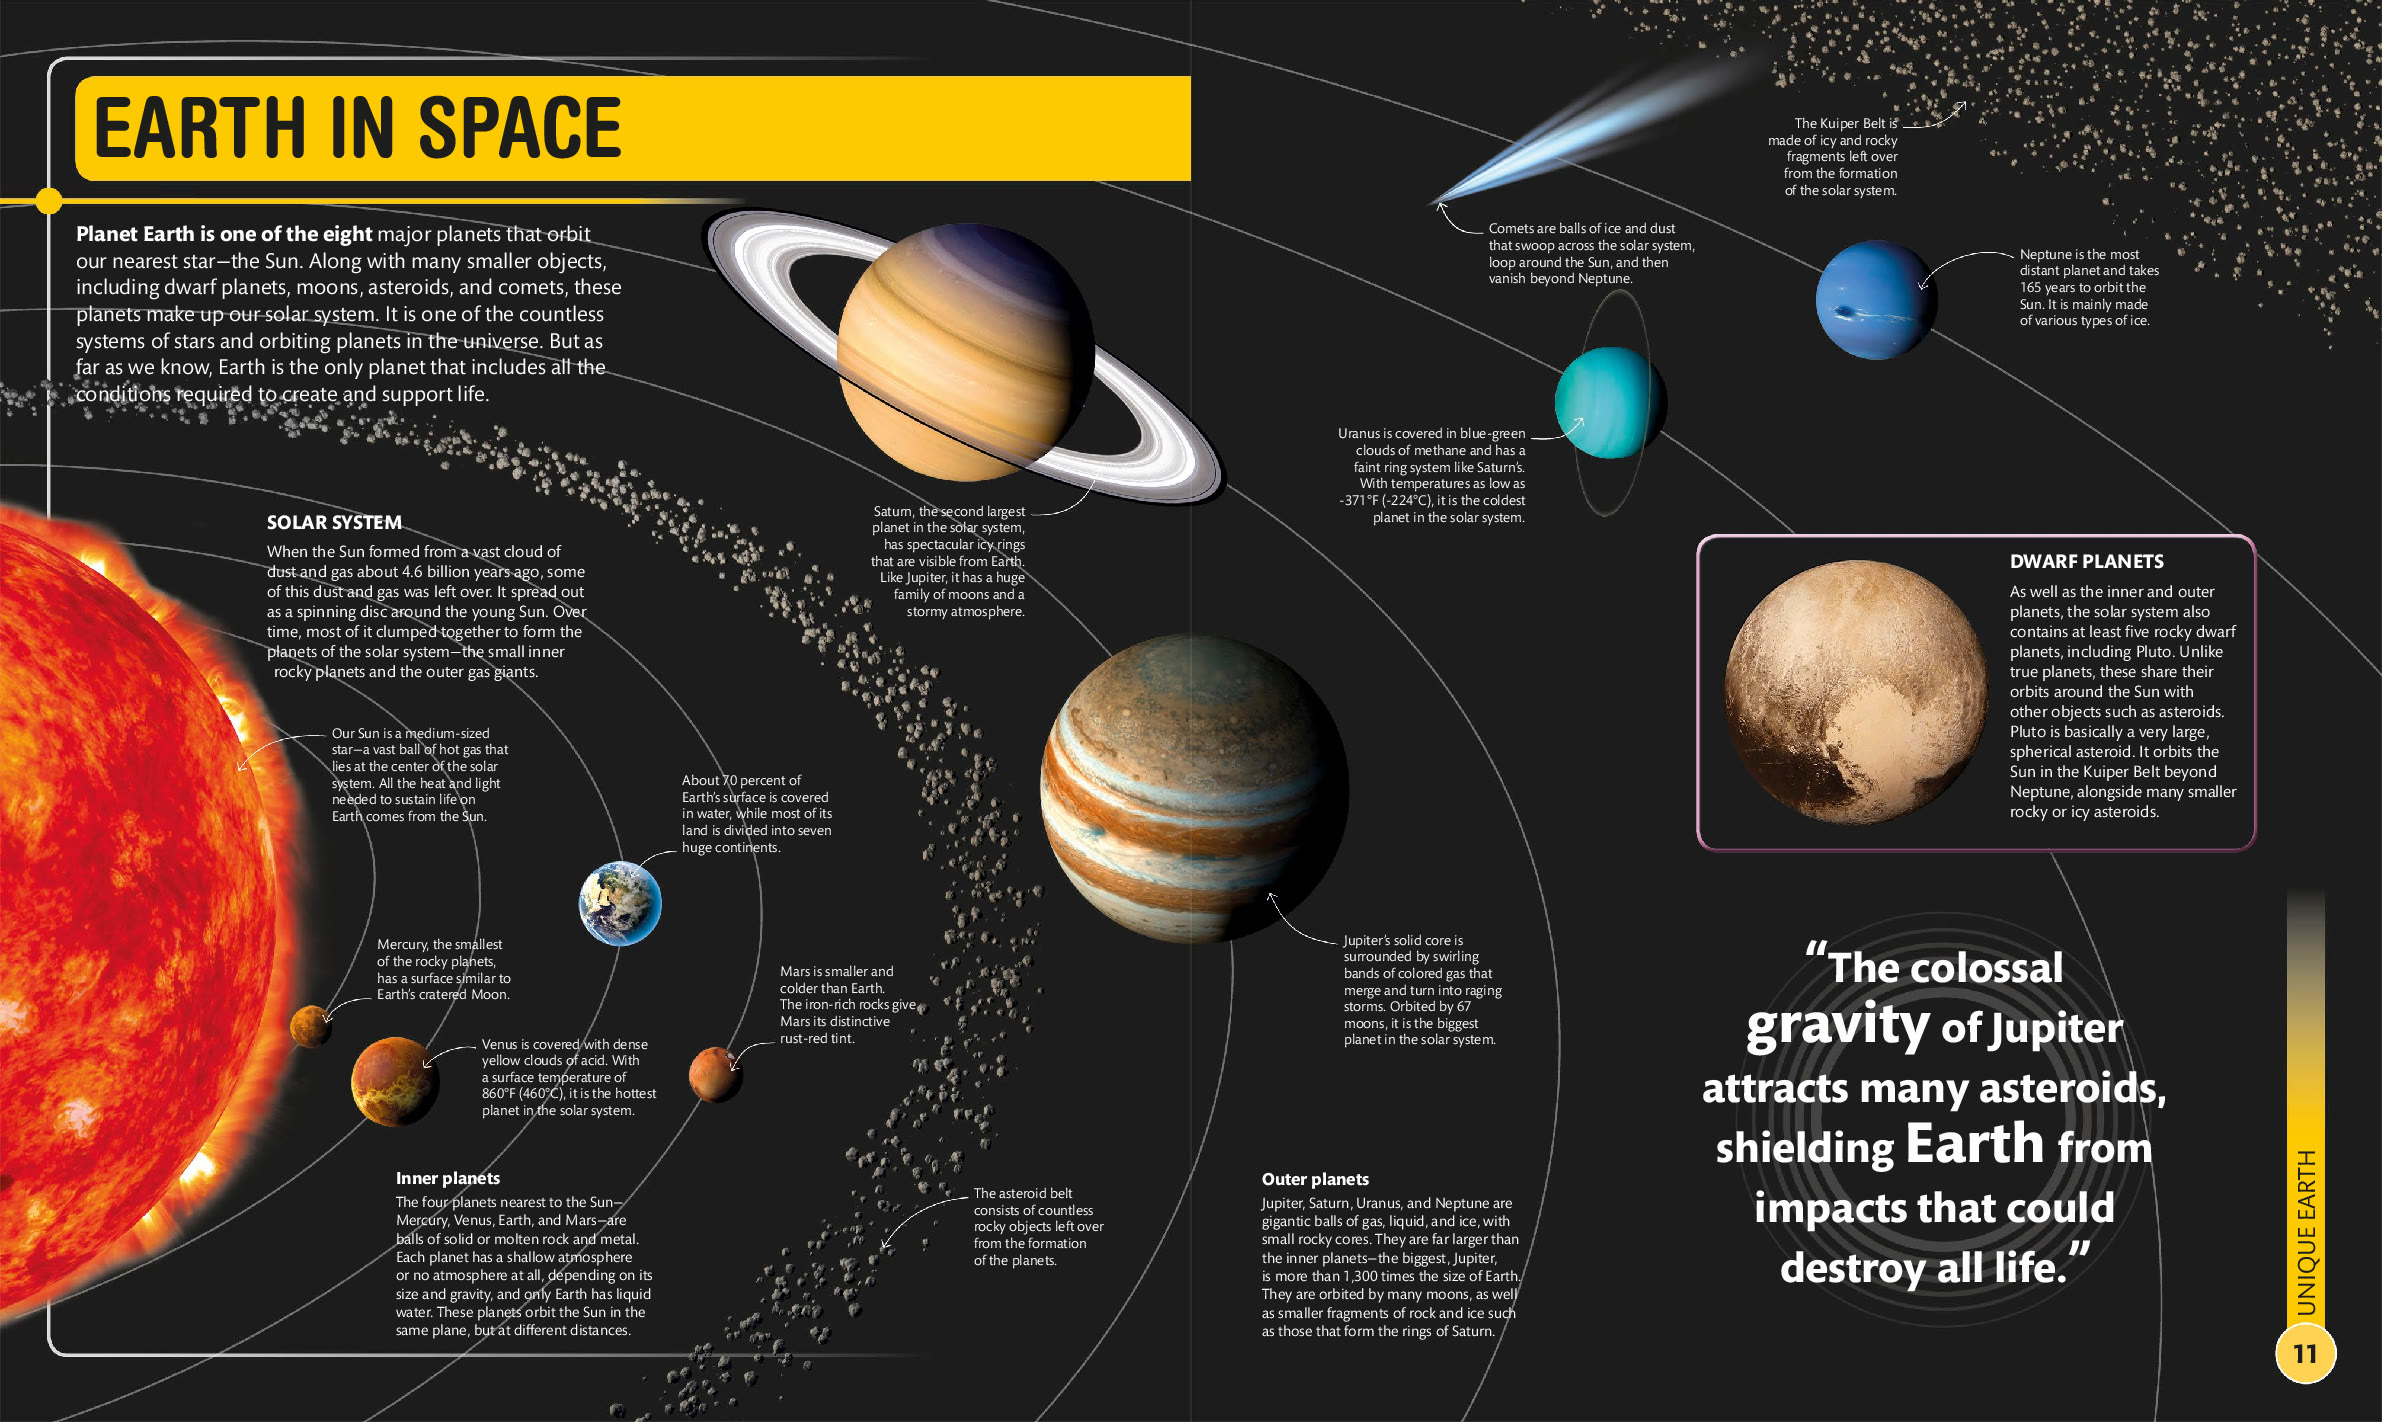 EARTH IN SPACE
Planet Earth is one of the eight major planets that orbit
our nearest star—the Sun. Along with many smaller objects,
including dwarf planets, moons, asteroids, and comets, these
planets make up our solar system. It is one of the countless
systems of stars and orbiting planets in the universe. But as
far as we know, Earth is the only planet that includes all the
conditions required to create and support life.
SOLAR SYSTEM
When the Sun formed from a vast cloud of
dust and gas about 4.6 billion years ago, some
of this dust and gas was left over. It spread out
as a spinning disc around the young Sun. Over
time, most of it clumped together to form the
planets of the solar system—the small inner
rocky planets and the outer gas giants.
Our Sun is a medium-sized
star—a vast ball of hot gas that
lies at the center of the solar
system. All the heat and light
needed to sustain life on
Earth comes from the Sun.
Mercury, the smallest
of the rocky planets,
has a surface similar to
Earth's cratered Moon.
Venus is covered with dense
yellow clouds of acid. With
a surface temperature of
860°F (460°C), it is the hottest
planet in the solar system.
About 70 percent of
Earth's surface is covered
in water, while most of its
land is divided into seven
huge continents.
Mars is smaller and
colder than Earth.
The iron-rich rocks give
Mars its distinctive
rust-red tint.
Inner planets
The four planets nearest to the Sun—
Mercury, Venus, Earth, and Mars—are
balls of solid or molten rock and metal.
Each planet has a shallow atmosphere
or no atmosphere at all, depending on its
size and gravity, and only Earth has liquid
water. These planets orbit the Sun in the
same plane, but at different distances.
The asteroid belt
consists of countless
rocky objects left over
from the formation
of the planets.
Saturn, the second largest
planet in the solar system,
has spectacular icy rings
that are visible from Earth.
Like Jupiter, it has a huge
family of moons and a
stormy atmosphere.
Jupiter's solid core is
surrounded by swirling
bands of colored gas that
merge and turn into raging
storms. Orbited by 67
moons, it is the biggest
planet in the solar system.
Outer planets
Jupiter, Saturn, Uranus, and Neptune are
gigantic balls of gas, liquid, and ice, with
small rocky cores. They are far larger than
the inner planets—the biggest, Jupiter,
is more than 1,300 times the size of Earth.
They are orbited by many moons, as well
as smaller fragments of rock and ice such
as those that form the rings of Saturn.
Comets are balls of ice and dust
that swoop across the solar system,
loop around the Sun, and then
vanish beyond Neptune.
The Kuiper Belt is
made of icy and rocky
fragments left over
from the formation
of the solar system.
Neptune is the most
distant planet and takes
165 years to orbit the
Sun. It is mainly made
of various types of ice.
Uranus is covered in blue-green
clouds of methane and has a
faint ring system like Saturn's.
With temperatures as low as
-371°F (-224°C), it is the coldest
planet in the solar system.
DWARF PLANETS
As well as the inner and outer
planets, the solar system also
contains at least five rocky dwarf
planets, including Pluto. Unlike
true planets, these share their
orbits around the Sun with
other objects such as asteroids.
Pluto is basically a very large,
spherical asteroid. It orbits the
Sun in the Kuiper Belt beyond
Neptune, alongside many smaller
rocky or icy asteroids.
“The colossal
gravity of Jupiter
attracts many asteroids,
shielding Earth from
impacts that could
destroy all life.”
UNIQUE EARTH
11